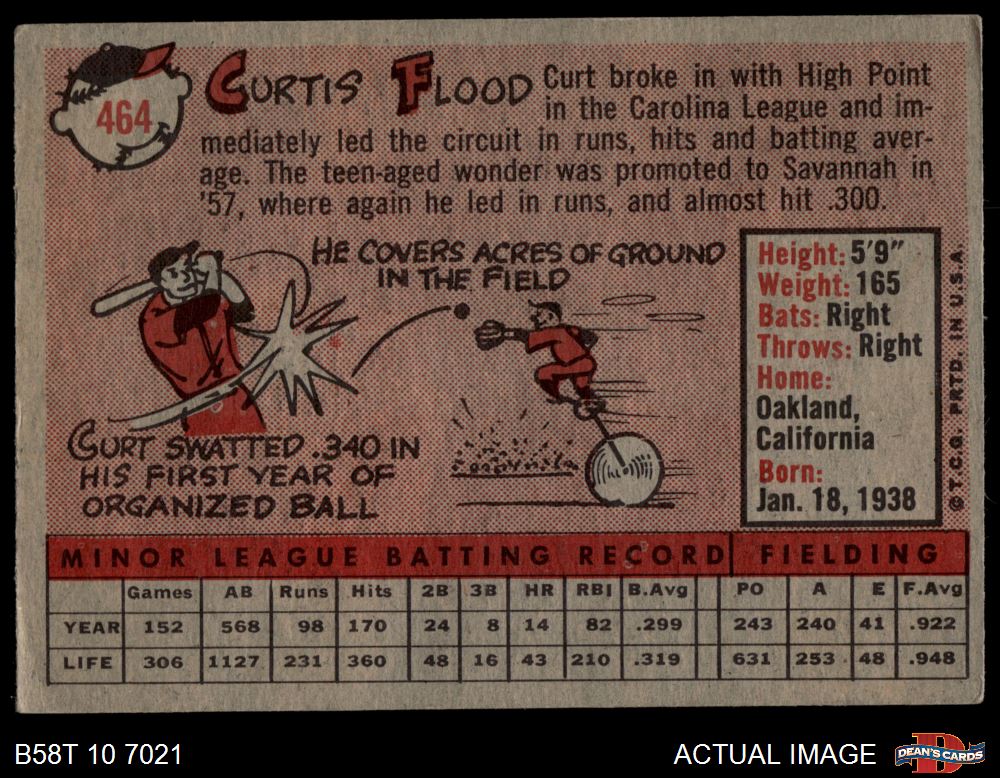 464
CURTIS FLOOD Curt broke in with High Point
in the Carolina League and im-
mediately led the circuit in runs, hits and batting aver-
age. The teen-aged wonder was promoted to Savannah in
'57, where again he led in runs, and almost hit .300.
HE COVERS ACRES OF GROUND
IN THE FIELD
CURT SWATTED .340 IN
HIS FIRST YEAR OF
ORGANIZED BALL
Height: 5'9"
Weight: 165
Bats: Right
Throws: Right
Home:
Oakland,
California
Born:
Jan. 18, 1938
©T.C.G. PRTD. IN U.S.A.
MINOR LEAGUE BATTING RECORD FIELDING
Games AB Runs Hits 2B 3B HR RBI B.Avg PO A E F.Avg
YEAR 152 568 98 170 24 8 14 82 .299 243 240 41 .922
LIFE 306 1127 231 360 48 16 43 210 .319 631 253 48 .948
B58T 10 7021 ACTUAL IMAGE
D
DEAN'S CARDS